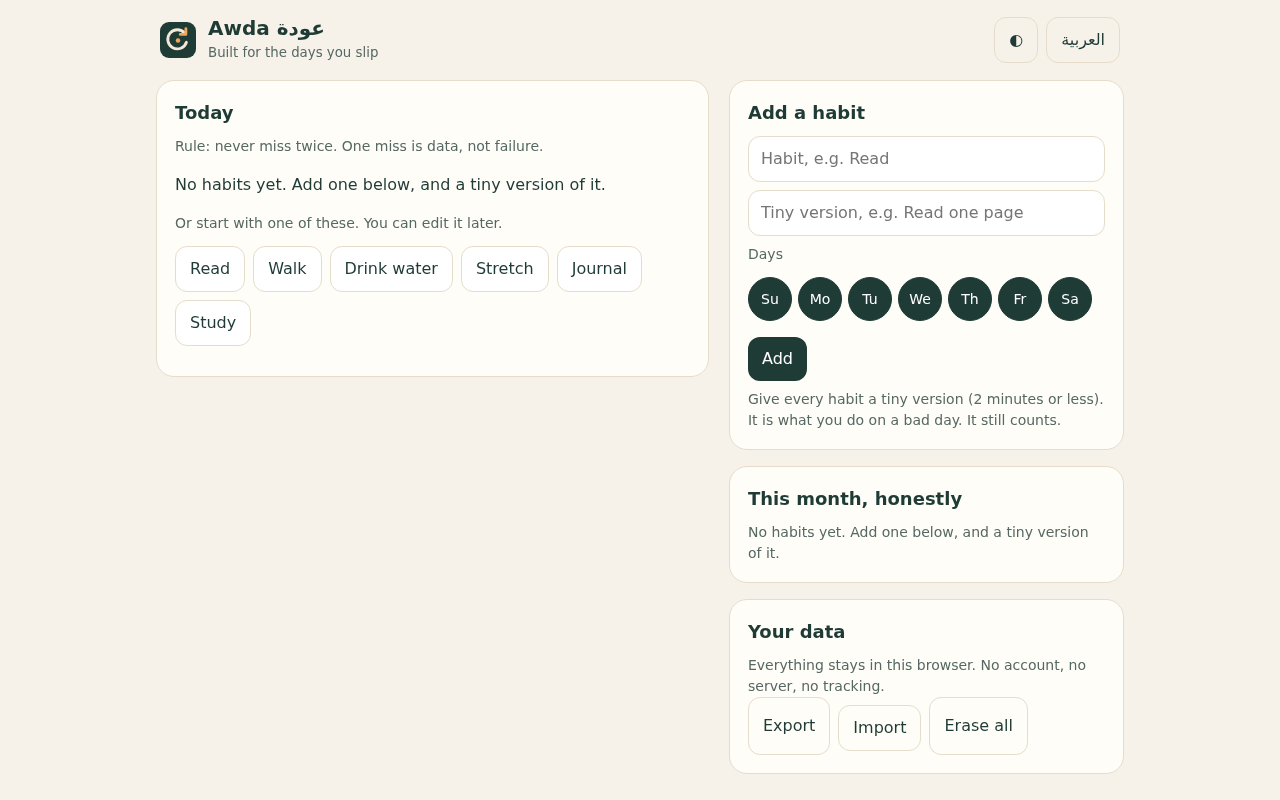 Awda عودة
Built for the days you slip
◐
العربية
Today
Rule: never miss twice. One miss is data, not failure.
No habits yet. Add one below, and a tiny version of it.
Or start with one of these. You can edit it later.
Read
Walk
Drink water
Stretch
Journal
Study
Add a habit
Habit, e.g. Read
Tiny version, e.g. Read one page
Days
Su Mo Tu We Th Fr Sa
Add
Give every habit a tiny version (2 minutes or less).
It is what you do on a bad day. It still counts.
This month, honestly
No habits yet. Add one below, and a tiny version
of it.
Your data
Everything stays in this browser. No account, no
server, no tracking.
Export
Import
Erase all